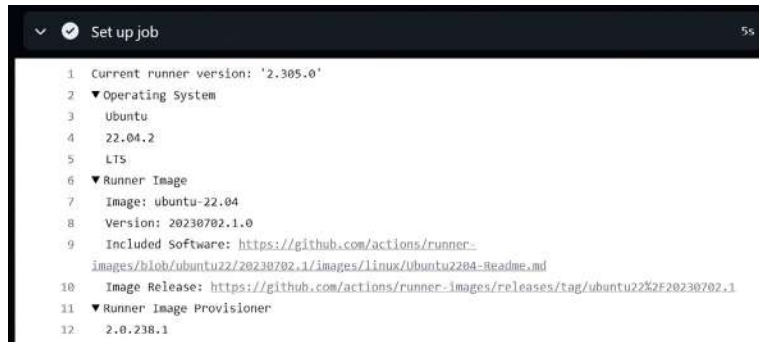 Set up job 5s
1 Current runner version: '2.305.0'
2 ▼ Operating System
3 Ubuntu
4 22.04.2
5 LTS
6 ▼ Runner Image
7 Image: ubuntu-22.04
8 Version: 20230702.1.0
9 Included Software: https://github.com/actions/runner-
images/blob/ubuntu22/20230702.1/images/linux/Ubuntu2204-Readme.md
10 Image Release: https://github.com/actions/runner-images/releases/tag/ubuntu22%2F20230702.1
11 ▼ Runner Image Provisioner
12 2.0.238.1